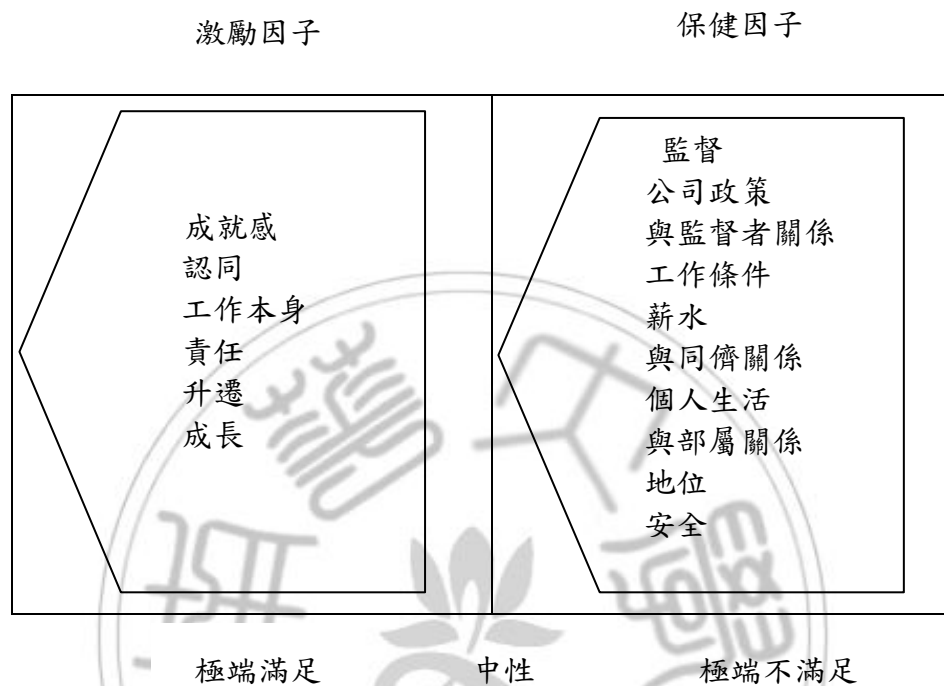 激勵因子
保健因子
成就感
認同
工作本身
責任
升遷
成長
監督
公司政策
與監督者關係
工作條件
薪水
與同儕關係
個人生活
與部屬關係
地位
安全
極端滿足
中性
極端不滿足